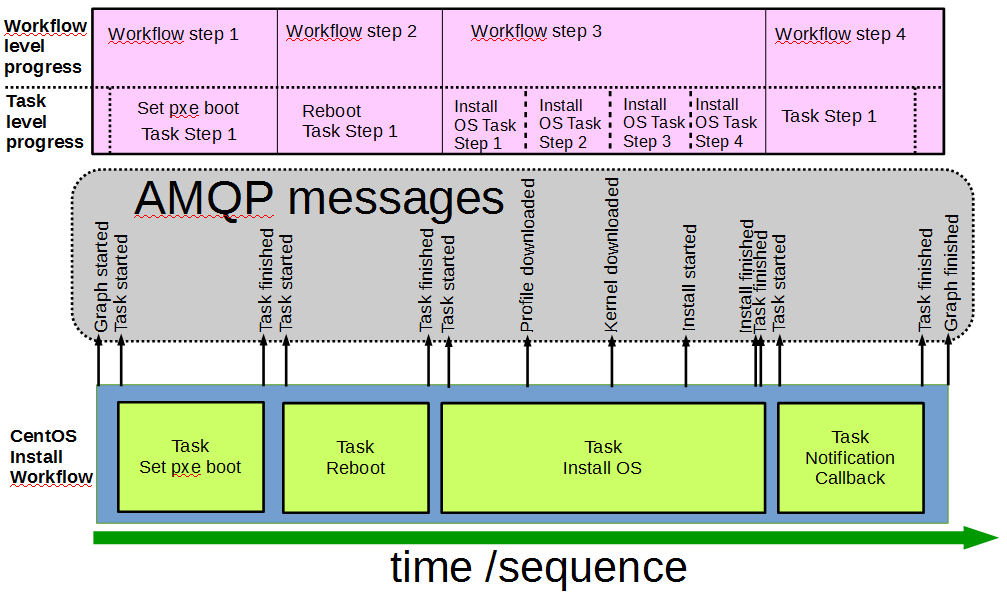 Workflow
level
progress
Workflow step 1
Workflow step 2
Workflow step 3
Workflow step 4
Task
level
progress
Set pxe boot
Task Step 1
Reboot
Task Step 1
Install
OS Task
Step 1
Install
OS Task
Step 2
Install
OS Task
Step 3
Install
OS Task
Step 4
Task Step 1
AMQP messages
Graph started
Task started
Task finished
Task started
Task finished
Task started
Profile downloaded
Kernel downloaded
Install started
Install finished
Task finished
Task started
Task finished
Graph finished
CentOS
Install
Workflow
Task
Set pxe boot
Task
Reboot
Task
Install OS
Task
Notification
Callback
time /sequence